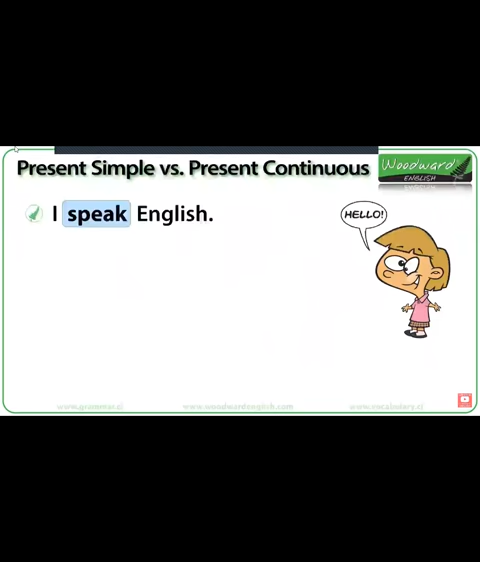 Present Simple vs. Present Continuous
Woodward
ENGLISH
I speak English.
HELLO!
www.grammar.cl
www.woodwardenglish.com
www.vocabulary.cl